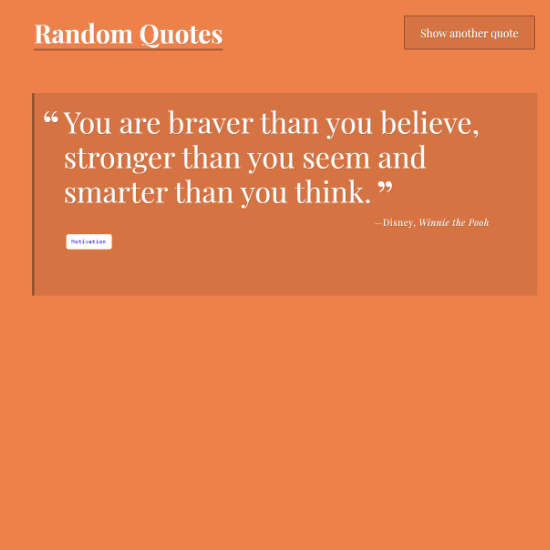 Random Quotes
Show another quote
“ You are braver than you believe,
stronger than you seem and
smarter than you think. ”
—Disney, Winnie the Pooh
Motivation